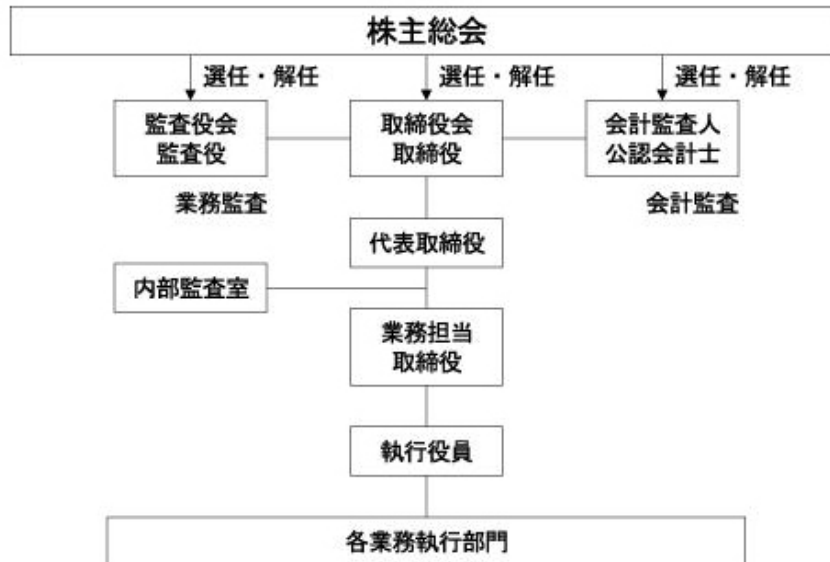 株主総会
選任・解任
選任・解任
選任・解任
監査役会
監査役
取締役会
取締役
会計監査人
公認会計士
業務監査
会計監査
代表取締役
内部監査室
業務担当
取締役
執行役員
各業務執行部門